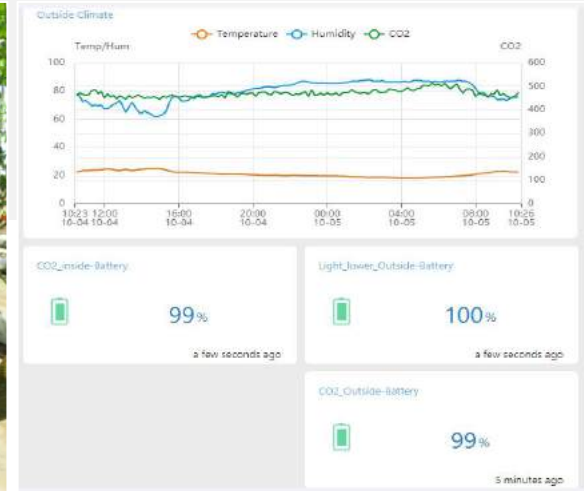 Outside Climate
Temperature Humidity CO2
Temp/Hum CO2
100 600
80 500
400
60
300
40
200
20 100
0 0
10:23 12:00 16:00 20:00 00:00 04:00 08:00 10:26
10-04 10-04 10-04 10-04 10-05 10-05 10-05 10-05
CO2_inside-Battery Light_lower_Outside-Battery
99% 100%
a few seconds ago a few seconds ago
CO2_Outside-Battery
99%
5 minutes ago